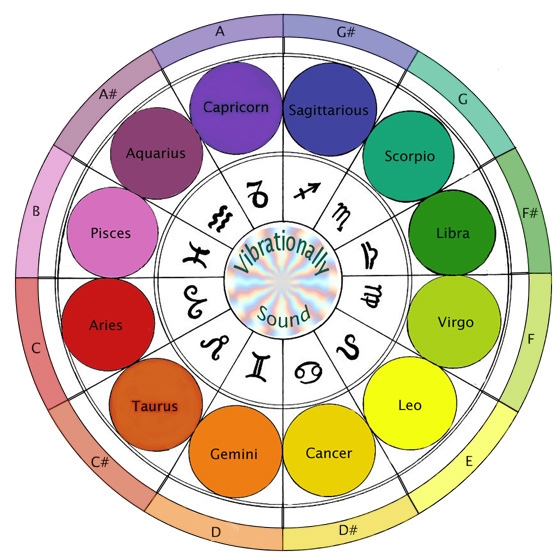 A
G#
A#
G
Capricorn
Sagittarious
Aquarius
Scorpio
B
F#
Pisces
Libra
Vibrationally
Sound
Aries
Virgo
C
F
Taurus
Leo
Gemini
Cancer
C#
E
D
D#